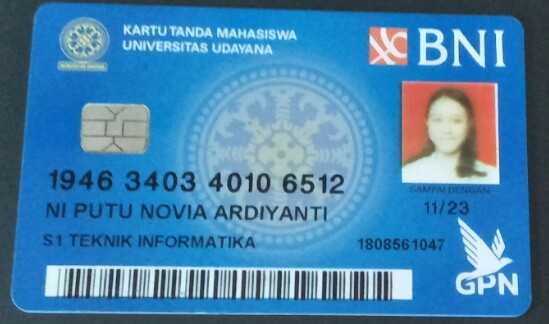 KARTU TANDA MAHASISWA
UNIVERSITAS UDAYANA
BNI
1946 3403 4010 6512
SAMPAI DENGAN
11/23
NI PUTU NOVIA ARDIYANTI
S1 TEKNIK INFORMATIKA
1808561047
GPN